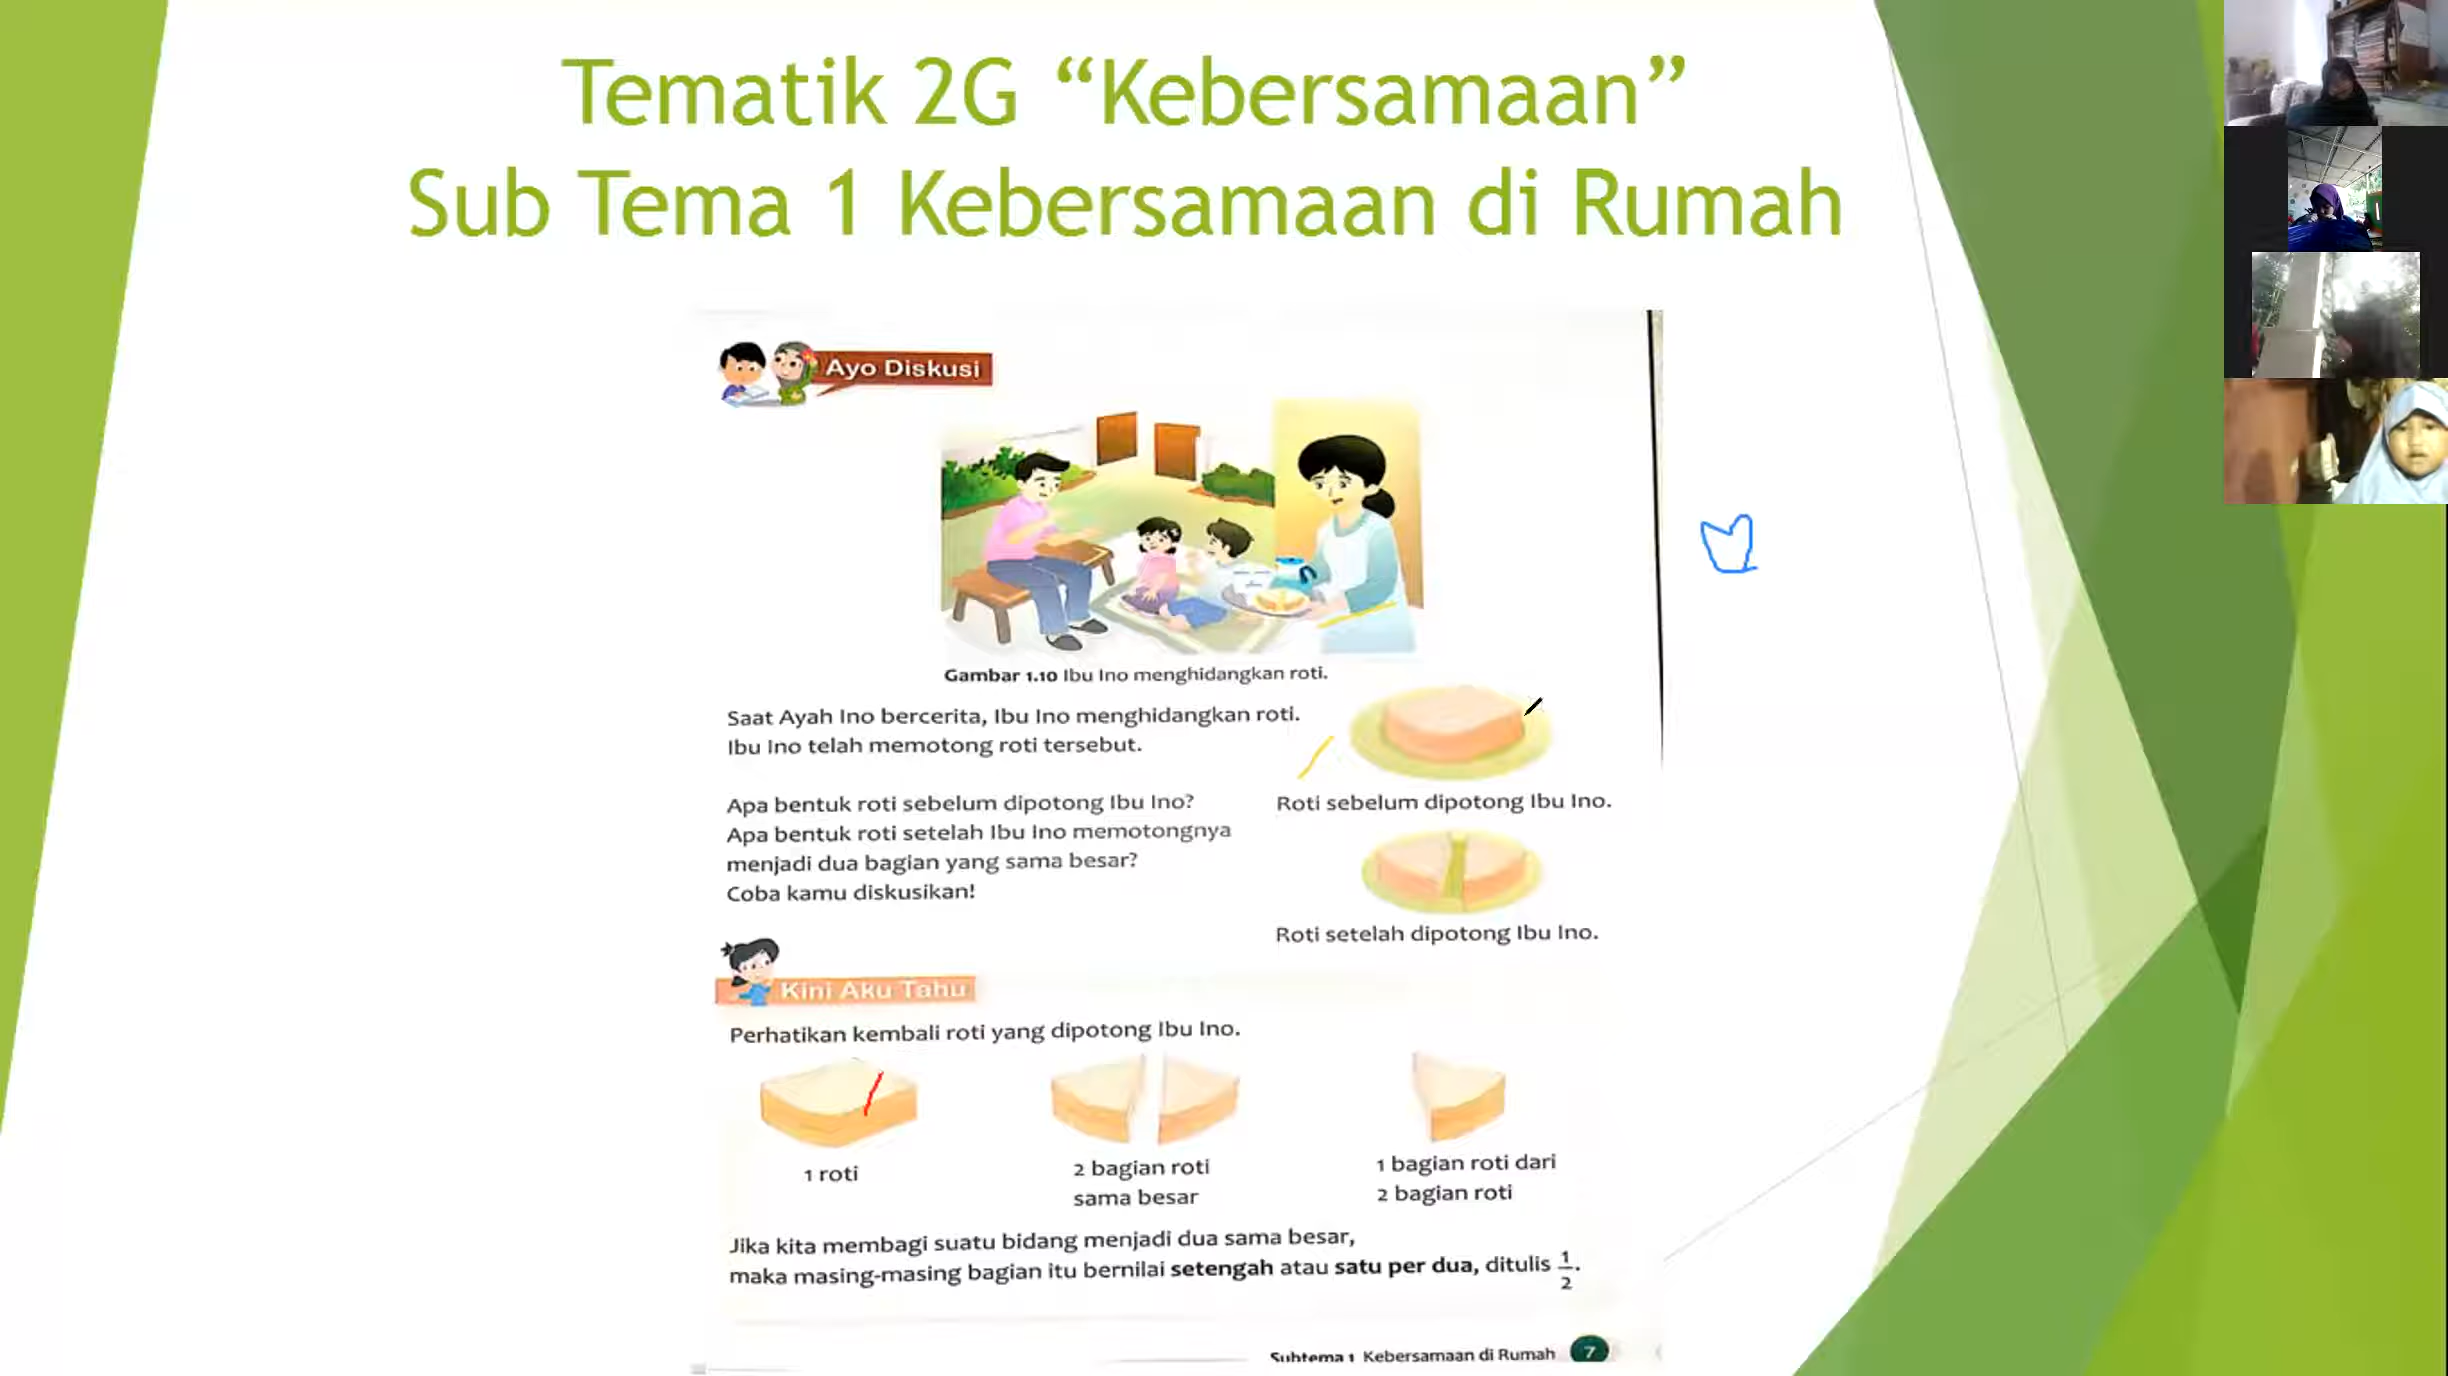 Tematik 2G “Kebersamaan”
Sub Tema 1 Kebersamaan di Rumah
Ayo Diskusi
Gambar 1.10 Ibu Ino menghidangkan roti.
Saat Ayah Ino bercerita, Ibu Ino menghidangkan roti.
Ibu Ino telah memotong roti tersebut.
Apa bentuk roti sebelum dipotong Ibu Ino?
Apa bentuk roti setelah Ibu Ino memotongnya
menjadi dua bagian yang sama besar?
Coba kamu diskusikan!
Roti sebelum dipotong Ibu Ino.
Roti setelah dipotong Ibu Ino.
Kini Aku Tahu
Perhatikan kembali roti yang dipotong Ibu Ino.
1 roti
2 bagian roti
sama besar
1 bagian roti dari
2 bagian roti
Jika kita membagi suatu bidang menjadi dua sama besar,
maka masing-masing bagian itu bernilai setengah atau satu per dua, ditulis 1/2.
Subtema 1 Kebersamaan di Rumah 7